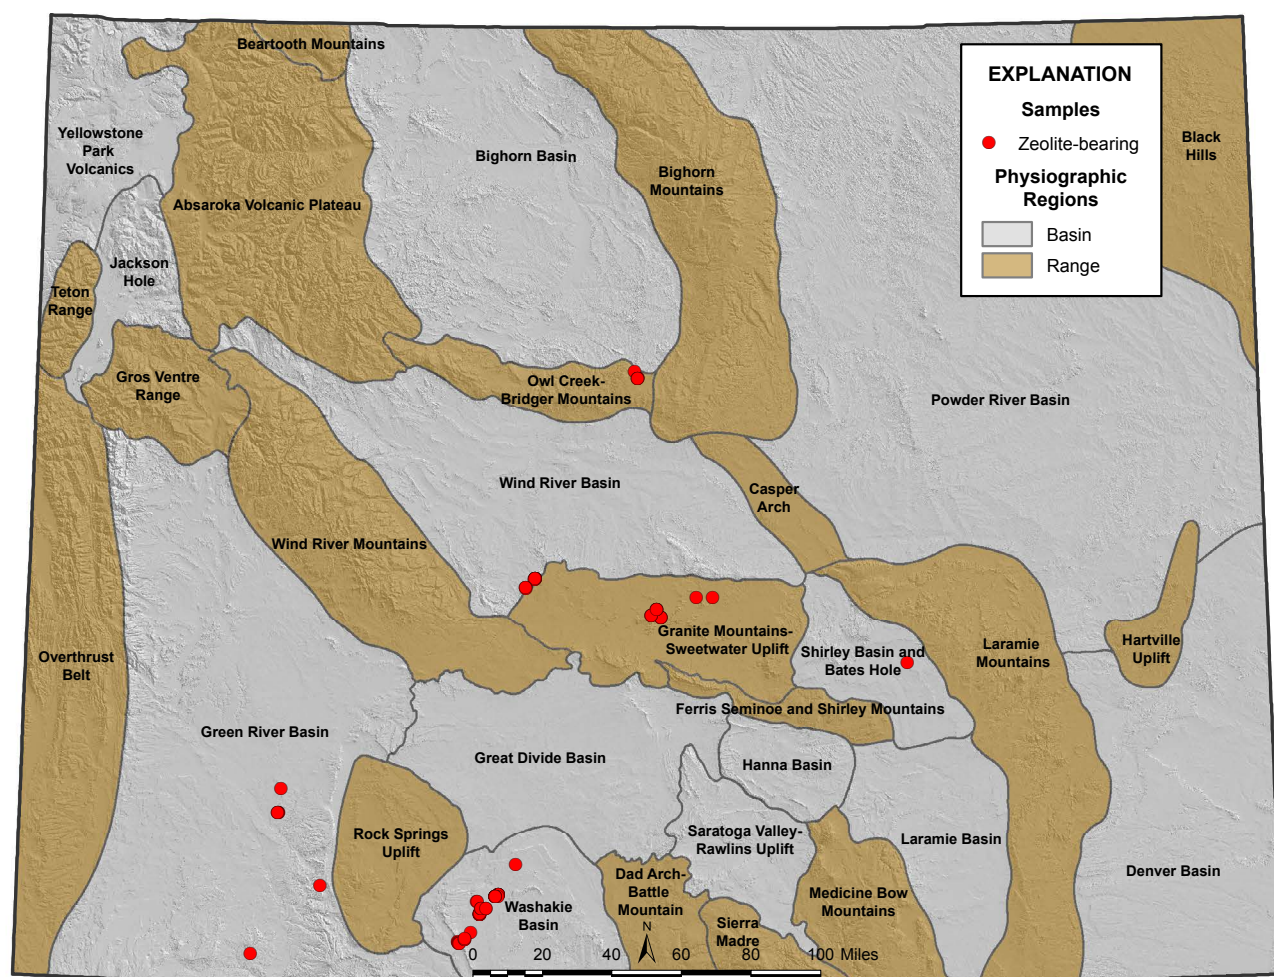 Beartooth Mountains
Yellowstone
Park
Volcanics
Bighorn Basin
Bighorn
Mountains
Absaroka Volcanic Plateau
Jackson
Hole
Teton
Range
EXPLANATION
Samples
Zeolite-bearing
Physiographic
Regions
Basin
Range
Black
Hills
Gros Ventre
Range
Owl Creek-
Bridger Mountains
Powder River Basin
Wind River Basin
Casper
Arch
Wind River Mountains
Granite Mountains-
Sweetwater Uplift
Shirley Basin and
Bates Hole
Laramie
Mountains
Hartville
Uplift
Overthrust
Belt
Ferris Seminoe and Shirley Mountains
Green River Basin
Great Divide Basin
Hanna Basin
Rock Springs
Uplift
Saratoga Valley-
Rawlins Uplift
Laramie Basin
Denver Basin
Dad Arch-
Battle
Mountain
Medicine Bow
Mountains
Washakie
Basin
Sierra
Madre
N
0 20 40 60 80 100 Miles